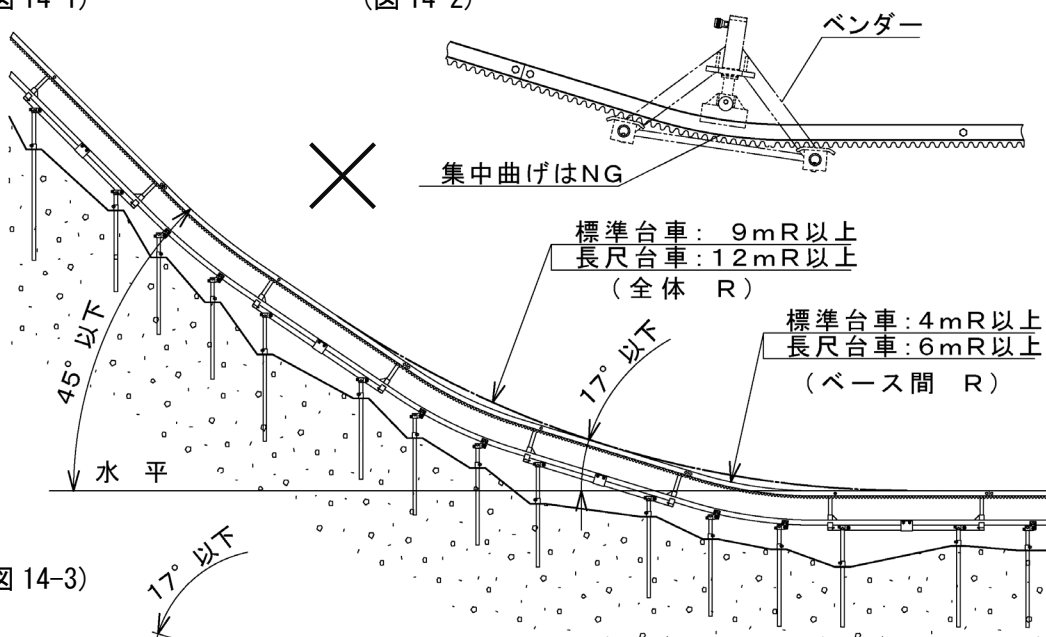 図14-1)
(図14-2)
ベンダー
集中曲げはNG
標準台車: 9mR以上
長尺台車:12mR以上
(全体 R)
標準台車:4mR以上
長尺台車:6mR以上
(ベース間 R)
17° 以下
45° 以下
水 平
図14-3)
17° 以下